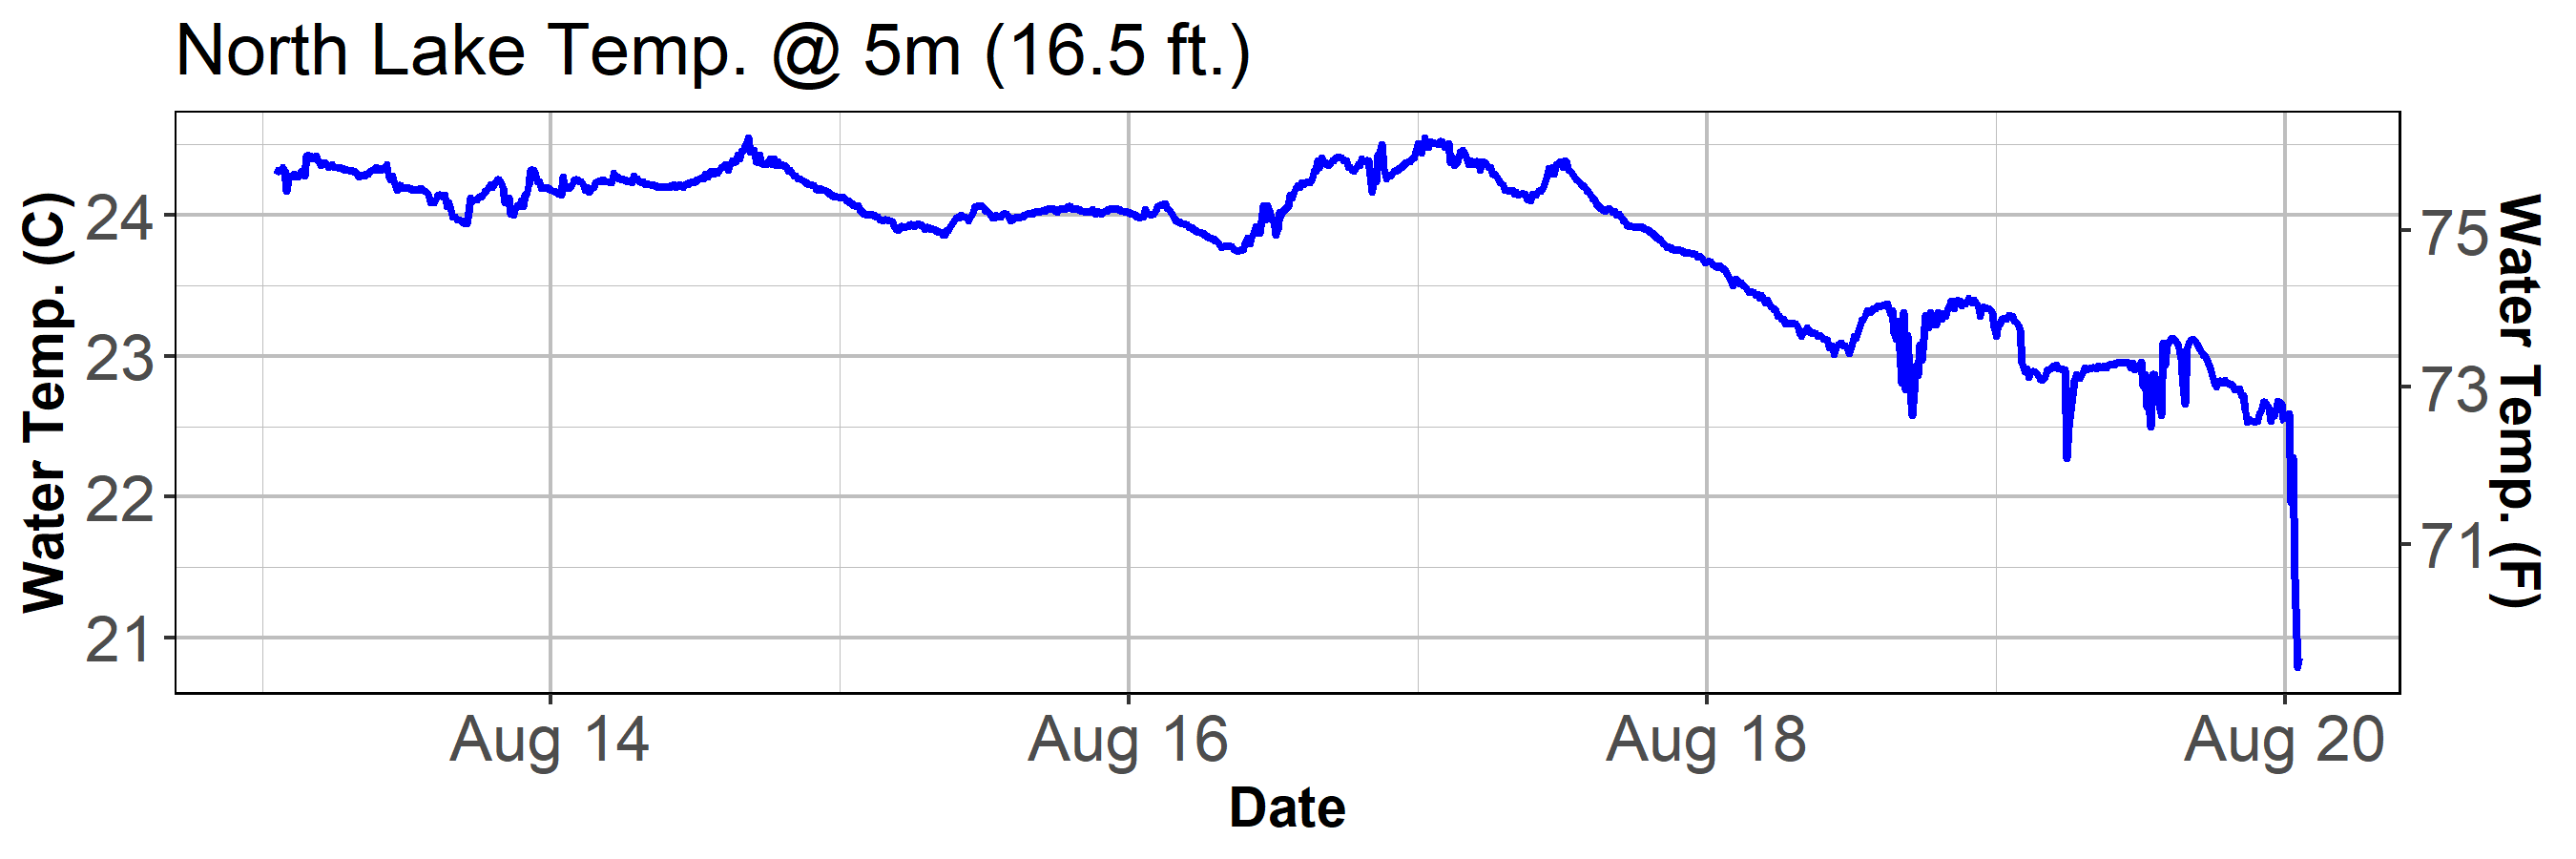 North Lake Temp. @ 5m (16.5 ft.)
Water Temp. (C)
24
23
22
21
75
73
71
Water Temp. (F)
Aug 14
Aug 16
Aug 18
Aug 20
Date